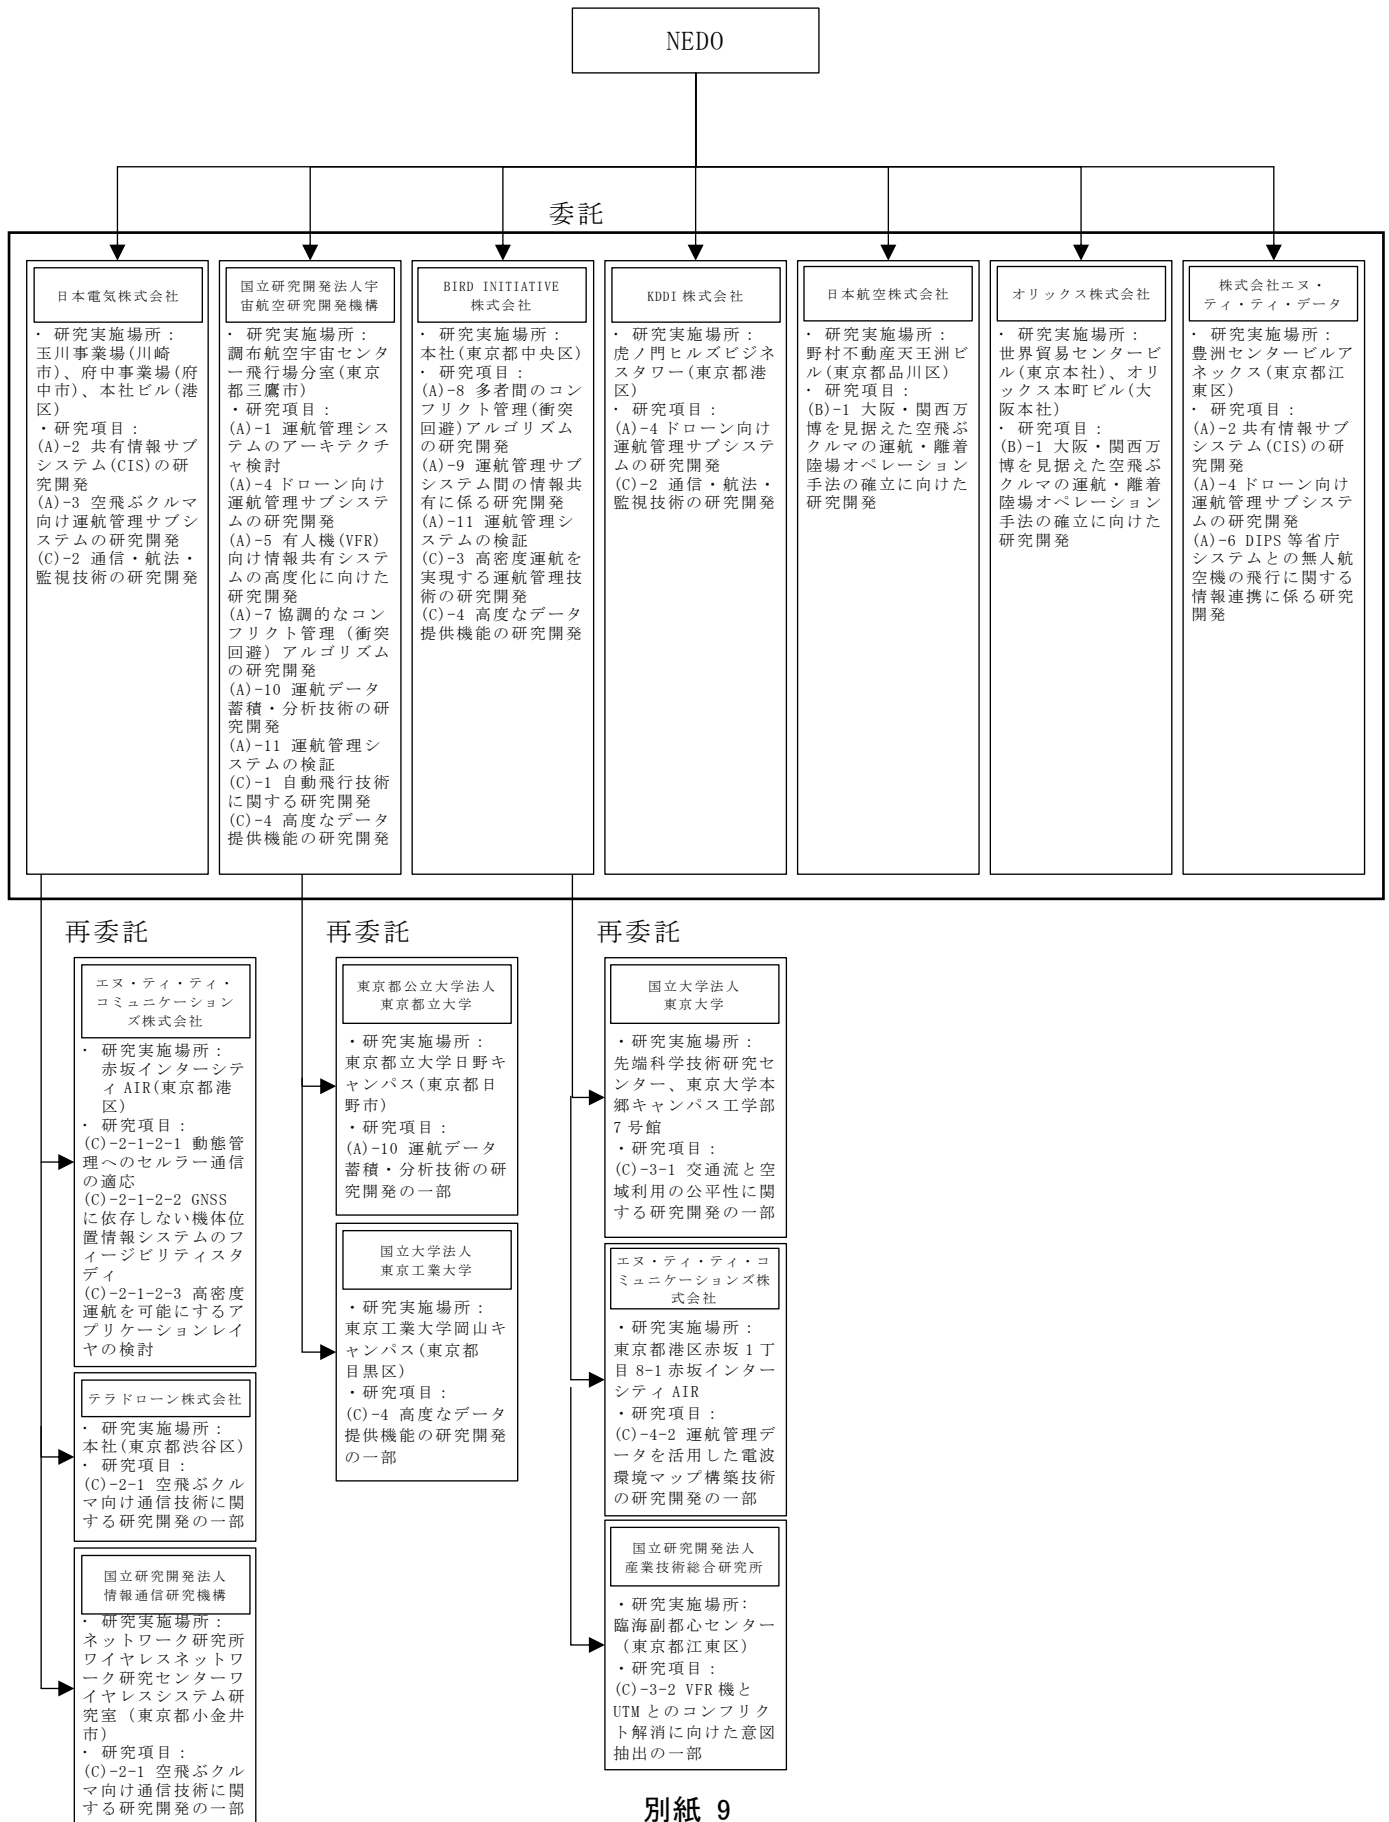 NEDO
委託
日本電気株式会社
・ 研究実施場所：
玉川事業場(川崎
市)、府中事業場(府
中市)、本社ビル(港
区)
・研究項目：
(A)-2 共有情報サブ
システム(CIS)の研
究開発
(A)-3 空飛ぶクルマ
向け運航管理サブシ
ステムの研究開発
(C)-2 通信・航法・
監視技術の研究開発
国立研究開発法人宇
宙航空研究開発機構
・ 研究実施場所：
調布航空宇宙センタ
ー飛行場分室(東京
都三鷹市)
・研究項目：
(A)-1 運航管理シス
テムのアーキテクチ
ャ検討
(A)-4 ドローン向け
運航管理サブシステ
ムの研究開発
(A)-5 有人機(VFR)
向け情報共有システ
ムの高度化に向けた
研究開発
(A)-7 協調的なコン
フリクト管理（衝突
回避）アルゴリズム
の研究開発
(A)-10 運航データ
蓄積・分析技術の研
究開発
(A)-11 運航管理シ
ステムの検証
(C)-1 自動飛行技術
に関する研究開発
(C)-4 高度なデータ
提供機能の研究開発
BIRD INITIATIVE
株式会社
・ 研究実施場所：
本社(東京都中央区)
・ 研究項目：
(A)-8 多者間のコン
フリクト管理(衝突
回避)アルゴリズム
の研究開発
(A)-9 運航管理サブ
システム間の情報共
有に係る研究開発
(A)-11 運航管理シ
ステムの検証
(C)-3 高密度運航を
実現する運航管理技
術の研究開発
(C)-4 高度なデータ
提供機能の研究開発
KDDI 株式会社
・ 研究実施場所：
虎ノ門ヒルズビジネ
スタワー(東京都港
区)
・ 研究項目：
(A)-4 ドローン向け
運航管理サブシステ
ムの研究開発
(C)-2 通信・航法・
監視技術の研究開発
日本航空株式会社
・ 研究実施場所：
野村不動産天王洲ビ
ル(東京都品川区)
・ 研究項目：
(B)-1 大阪・関西万
博を見据えた空飛ぶ
クルマの運航・離着
陸場オペレーション
手法の確立に向けた
研究開発
オリックス株式会社
・ 研究実施場所：
世界貿易センタービ
ル(東京本社)、オリ
ックス本町ビル(大
阪本社)
・ 研究項目：
(B)-1 大阪・関西万
博を見据えた空飛ぶ
クルマの運航・離着
陸場オペレーション
手法の確立に向けた
研究開発
株式会社エヌ・
ティ・ティ・データ
・ 研究実施場所：
豊洲センタービルア
ネックス(東京都江
東区)
・ 研究項目：
(A)-2 共有情報サブ
システム(CIS)の研
究開発
(A)-4 ドローン向け
運航管理サブシステ
ムの研究開発
(A)-6 DIPS 等省庁
システムとの無人航
空機の飛行に関する
情報連携に係る研究
開発
再委託
エヌ・ティ・ティ・
コミュニケーション
ズ株式会社
・ 研究実施場所：
赤坂インターシテ
ィ AIR(東京都港
区)
・ 研究項目：
(C)-2-1-2-1 動態管
理へのセルラー通信
の適応
(C)-2-1-2-2 GNSS
に依存しない機体位
置情報システムのフ
ィージビリティスタ
ディ
(C)-2-1-2-3 高密度
運航を可能にするア
プリケーションレイ
ヤの検討
テラドローン株式会社
・ 研究実施場所：
本社(東京都渋谷区)
・ 研究項目：
(C)-2-1 空飛ぶクル
マ向け通信技術に関
する研究開発の一部
国立研究開発法人
情報通信研究機構
・ 研究実施場所：
ネットワーク研究所
ワイヤレスネットワ
ーク研究センターワ
イヤレスシステム研
究室（東京都小金井
市）
・ 研究項目：
(C)-2-1 空飛ぶクル
マ向け通信技術に関
する研究開発の一部
再委託
東京都公立大学法人
東京都立大学
・研究実施場所：
東京都立大学日野キ
ャンパス(東京都日
野市)
・研究項目：
(A)-10 運航データ
蓄積・分析技術の研
究開発の一部
国立大学法人
東京工業大学
・研究実施場所：
東京工業大学岡山キ
ャンパス(東京都
目黒区)
・研究項目：
(C)-4 高度なデータ
提供機能の研究開発
の一部
再委託
国立大学法人
東京大学
・研究実施場所：
先端科学技術研究セ
ンター、東京大学本
郷キャンパス工学部
7 号館
・研究項目：
(C)-3-1 交通流と空
域利用の公平性に関
する研究開発の一部
エヌ・ティ・ティ・コ
ミュニケーションズ株
式会社
・研究実施場所：
東京都港区赤坂 1 丁
目 8-1 赤坂インター
シティ AIR
・研究項目：
(C)-4-2 運航管理デ
ータを活用した電波
環境マップ構築技術
の研究開発の一部
国立研究開発法人
産業技術総合研究所
・研究実施場所：
臨海副都心センター
（東京都江東区）
・研究項目：
(C)-3-2 VFR 機と
UTM とのコンフリク
ト解消に向けた意図
抽出の一部
別紙 9